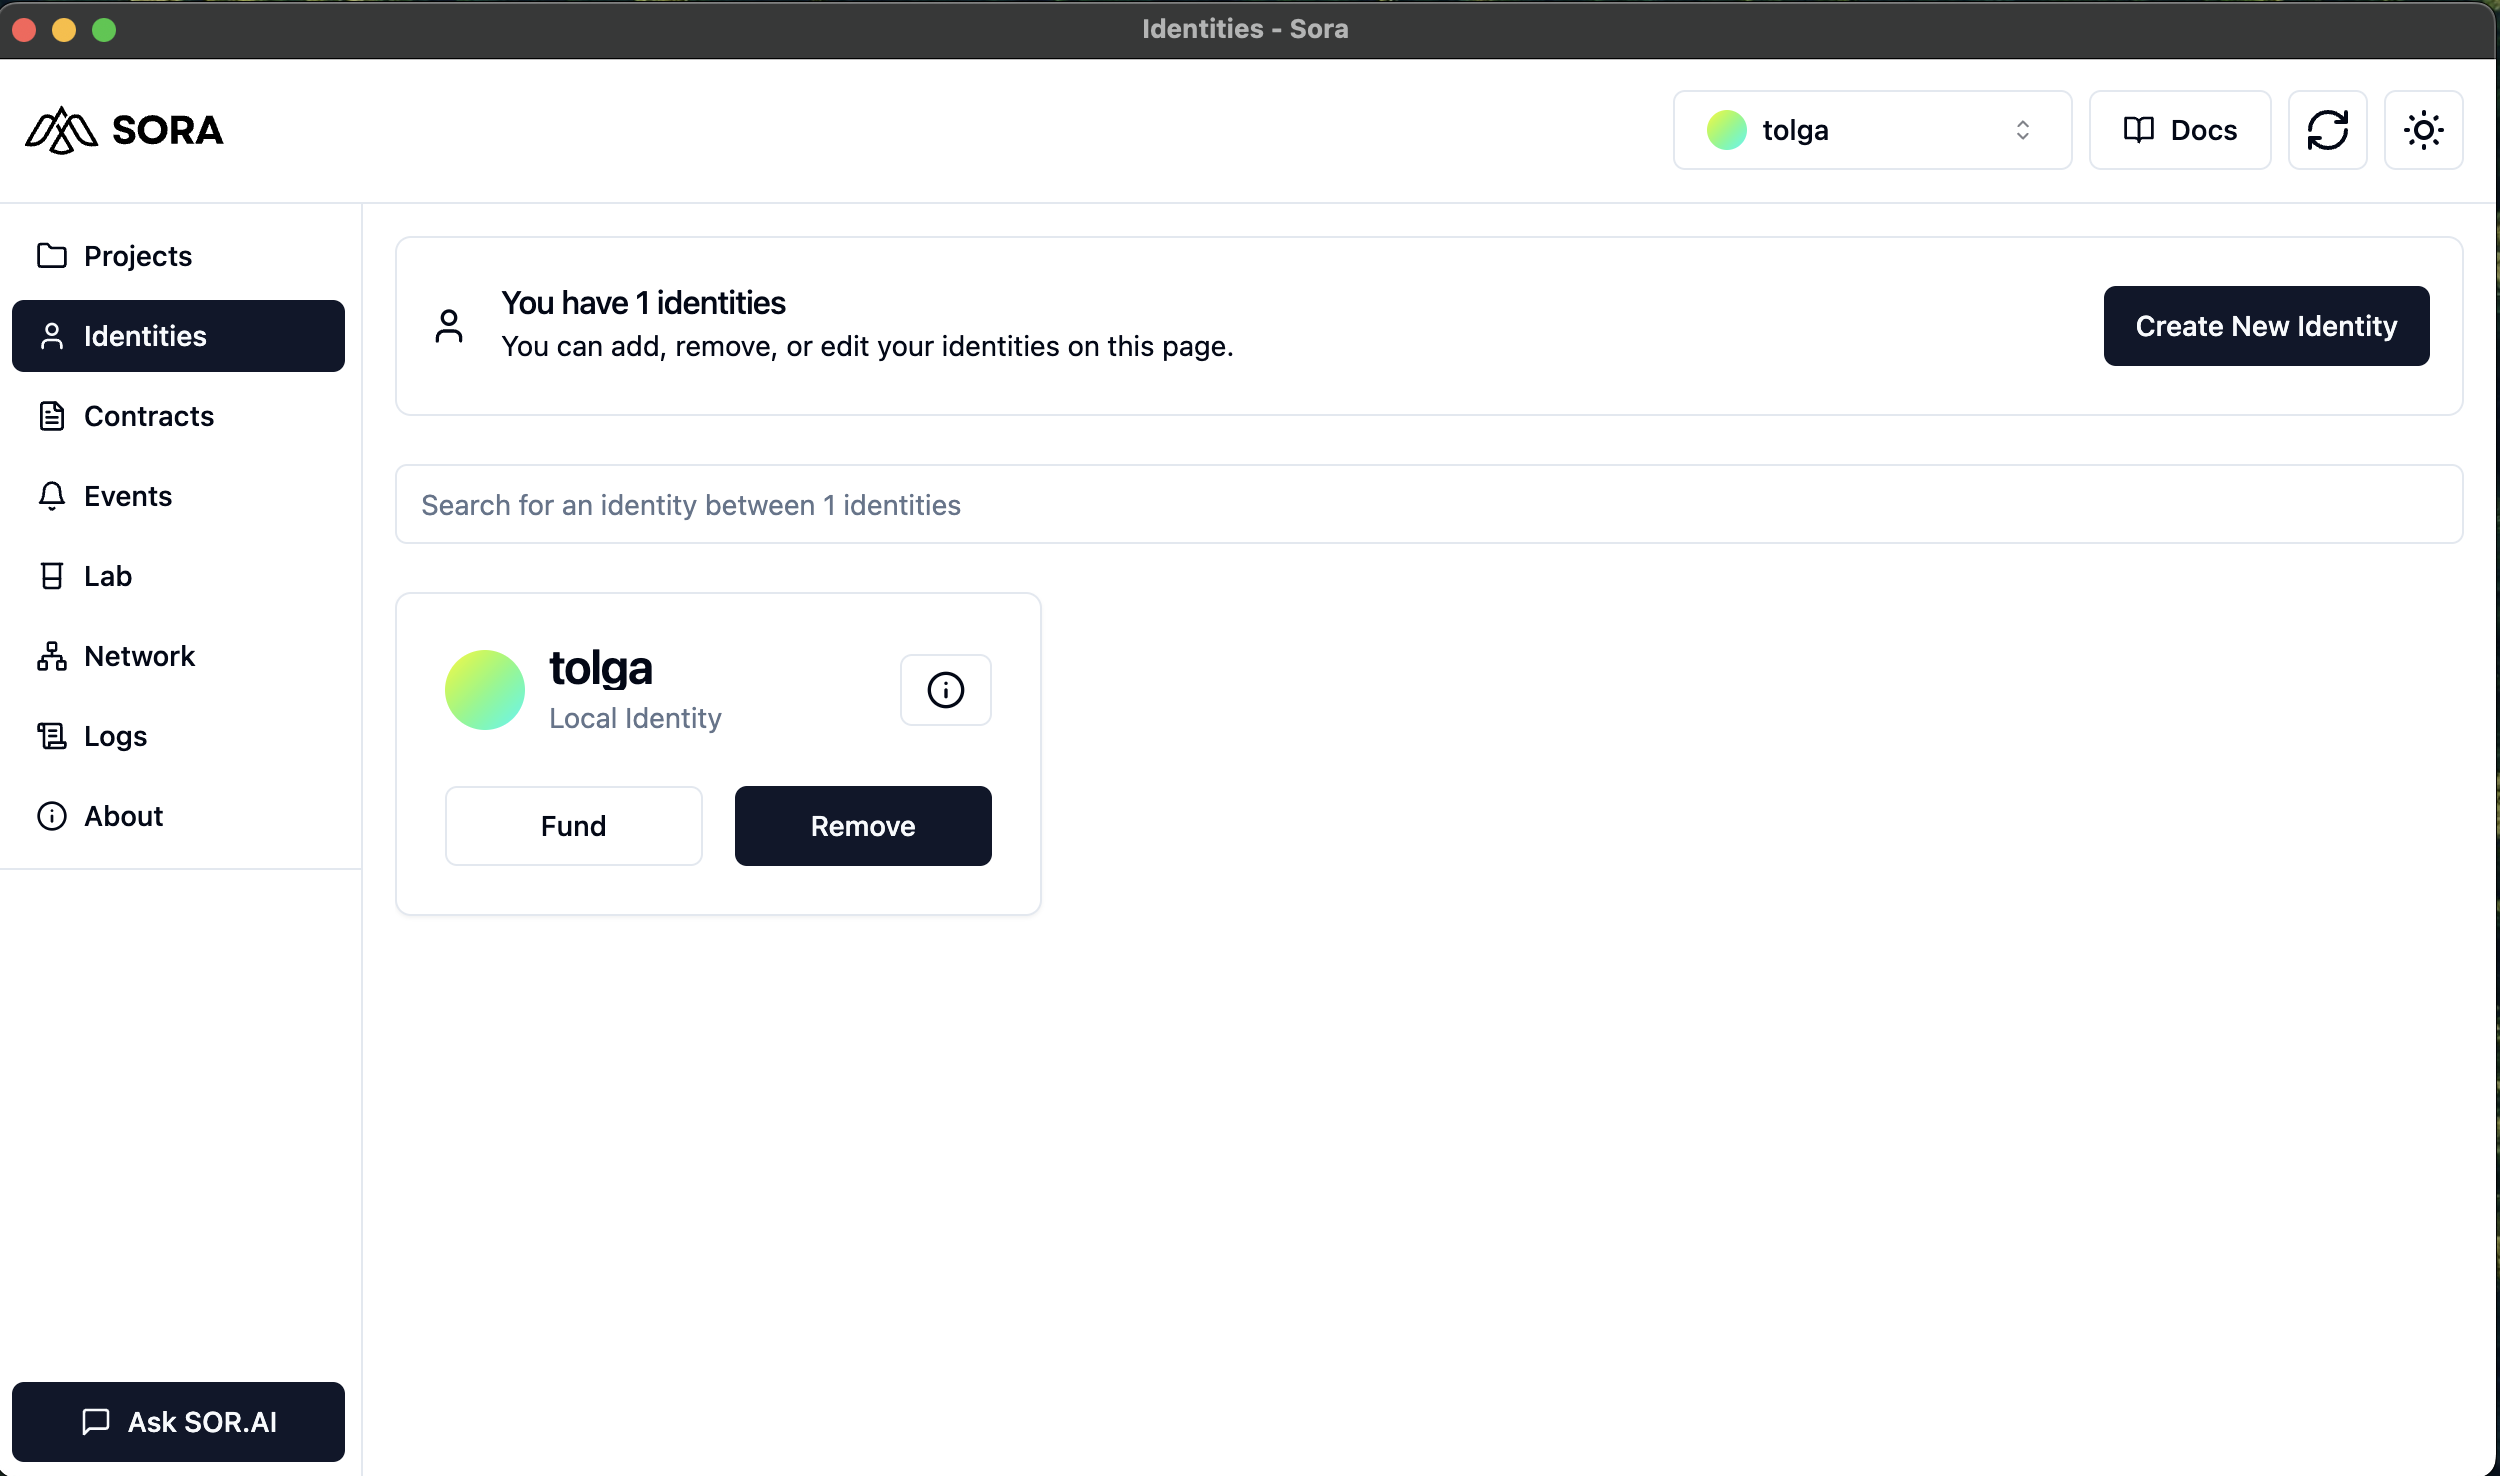 Identities - Sora
SORA
tolga
Docs
Projects
Identities
Contracts
Events
Lab
Network
Logs
About
Ask SOR.AI
You have 1 identities
You can add, remove, or edit your identities on this page.
Create New Identity
Search for an identity between 1 identities
tolga
Local Identity
Fund
Remove